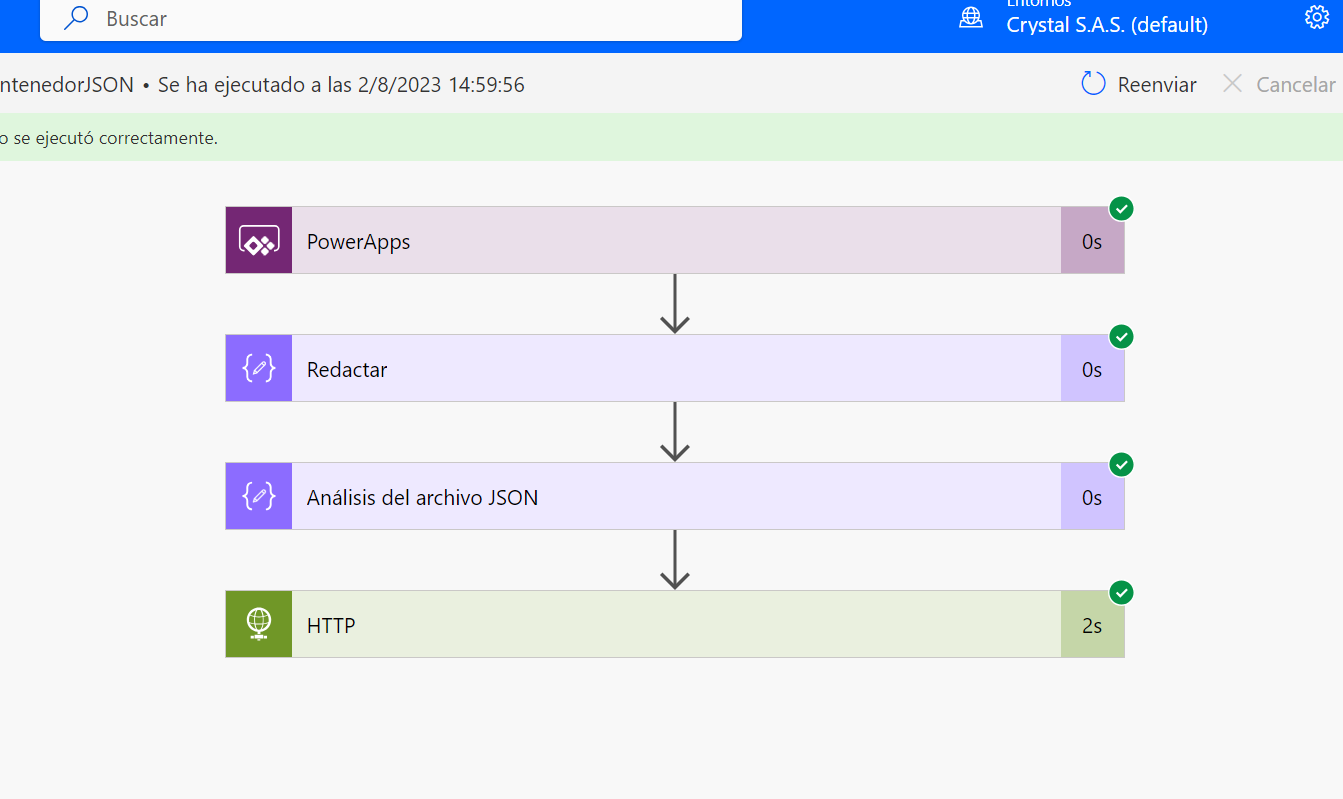 Buscar
Entornos
Crystal S.A.S. (default)
ntenedorJSON • Se ha ejecutado a las 2/8/2023 14:59:56
Reenviar
Cancelar
o se ejecutó correctamente.
PowerApps
0s
Redactar
0s
Análisis del archivo JSON
0s
HTTP
2s